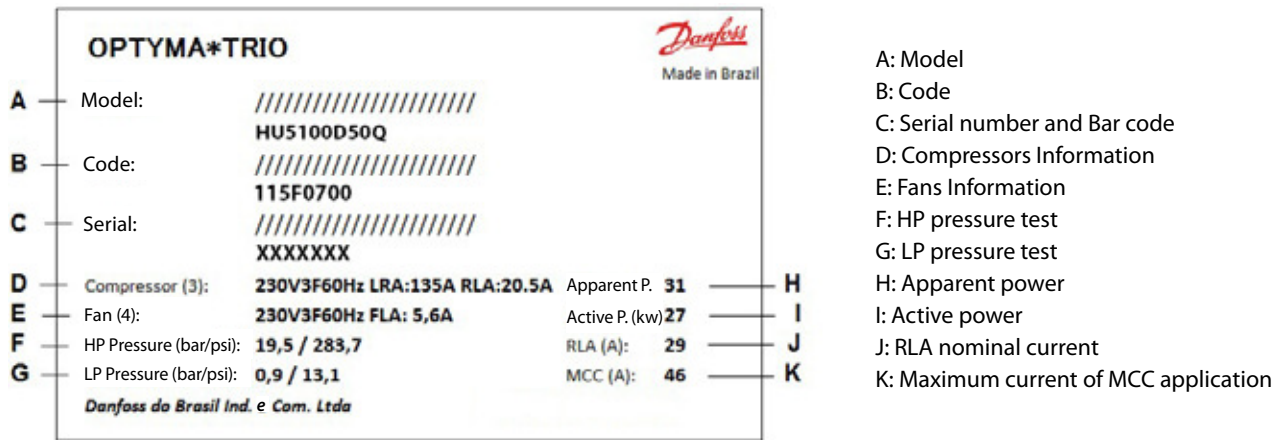 OPTYMA*TRIO
Danfoss
Made in Brazil
A Model: ///////////////////////
HU5100D50Q
B Code: ///////////////////////
115F0700
C Serial: ///////////////////////
XXXXXXX
D Compressor (3): 230V3F60Hz LRA:135A RLA:20.5A Apparent P. 31 H
E Fan (4): 230V3F60Hz FLA: 5,6A Active P. (kw) 27 I
F HP Pressure (bar/psi): 19,5 / 283,7 RLA (A): 29 J
G LP Pressure (bar/psi): 0,9 / 13,1 MCC (A): 46 K
Danfoss do Brasil Ind. e Com. Ltda
A: Model
B: Code
C: Serial number and Bar code
D: Compressors Information
E: Fans Information
F: HP pressure test
G: LP pressure test
H: Apparent power
I: Active power
J: RLA nominal current
K: Maximum current of MCC application